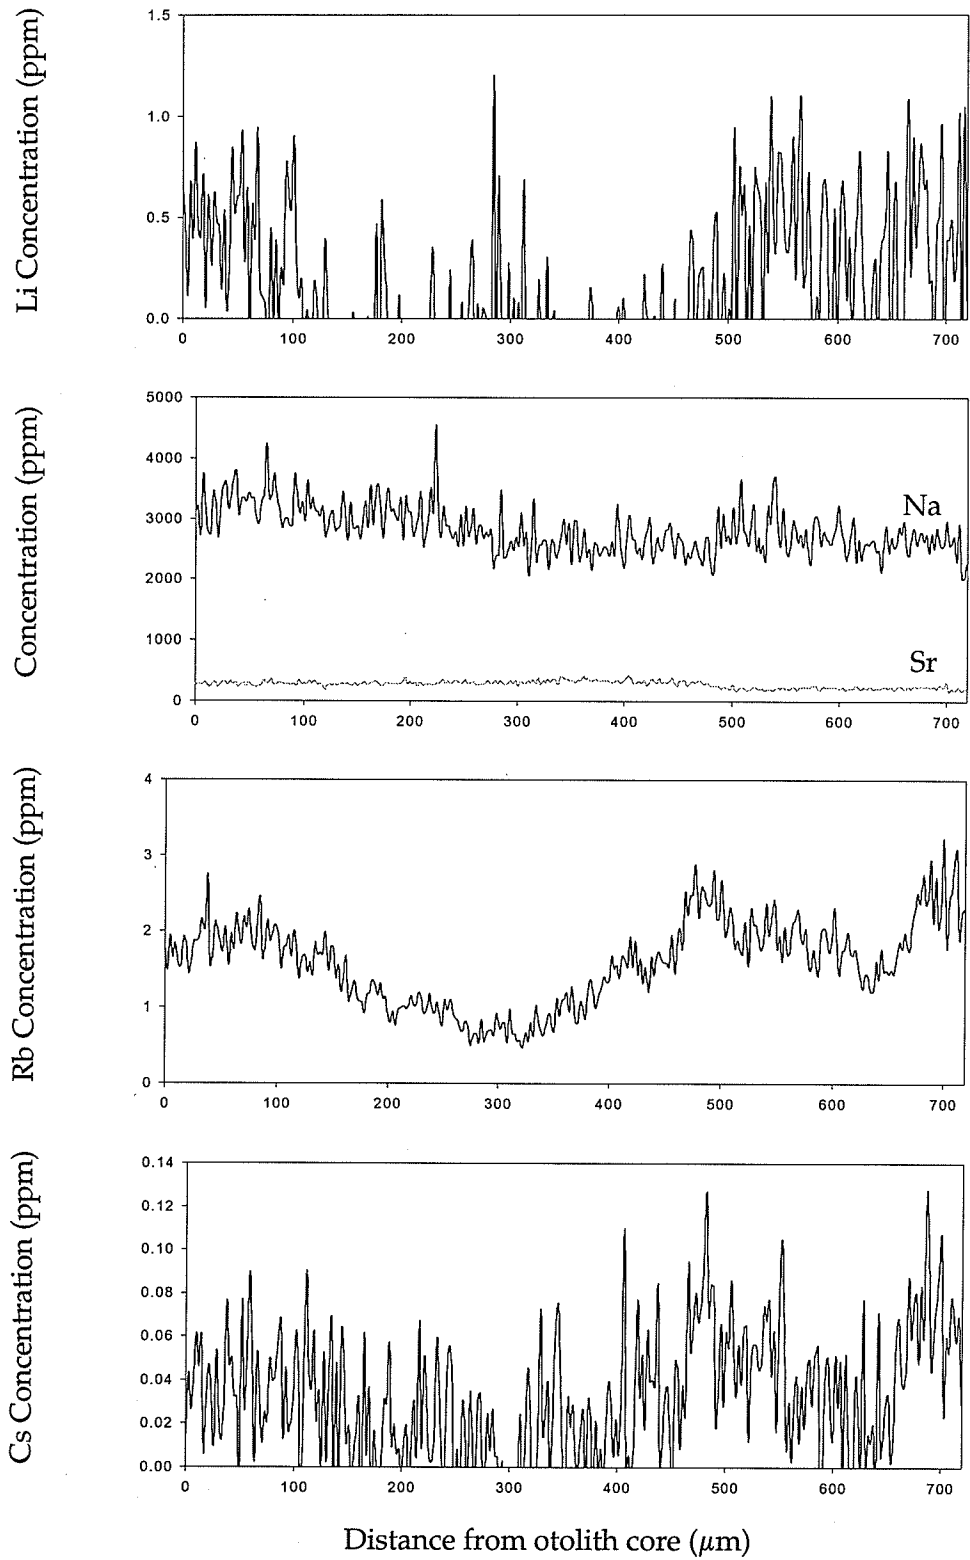 Li Concentration (ppm)
1.5
1.0
0.5
0.0
0 100 200 300 400 500 600 700
Concentration (ppm)
5000
4000
3000
2000
1000
0
Na
Sr
0 100 200 300 400 500 600 700
Rb Concentration (ppm)
4
3
2
1
0
0 100 200 300 400 500 600 700
Cs Concentration (ppm)
0.14
0.12
0.10
0.08
0.06
0.04
0.02
0.00
0 100 200 300 400 500 600 700
Distance from otolith core (μm)